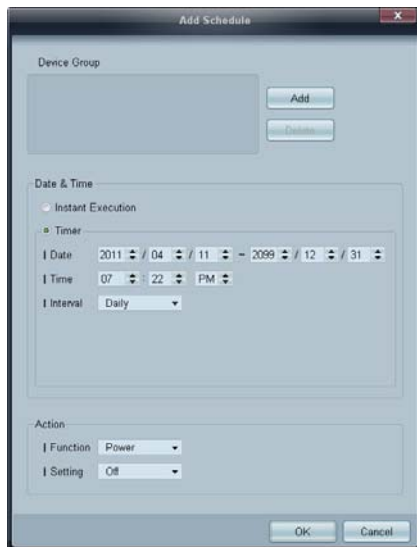 Add Schedule
x
Device Group
Add
Delete
Date & Time
Instant Execution
Timer
Date 2011 / 04 / 11 ~ 2099 / 12 / 31
Time 07 : 22 PM
Interval Daily
Action
Function Power
Setting Off
OK Cancel